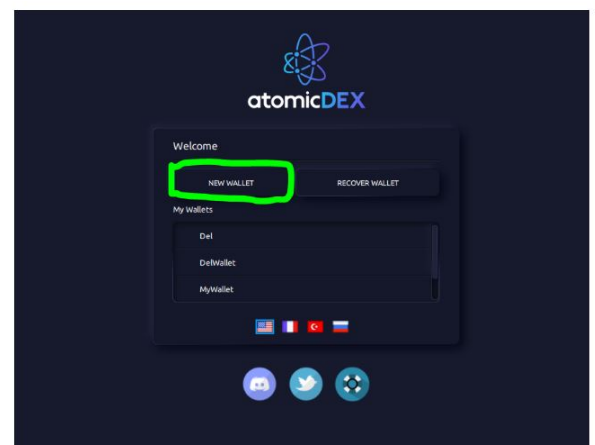 atomicDEX
Welcome
NEW WALLET
RECOVER WALLET
My Wallets
Del
DelWallet
MyWallet